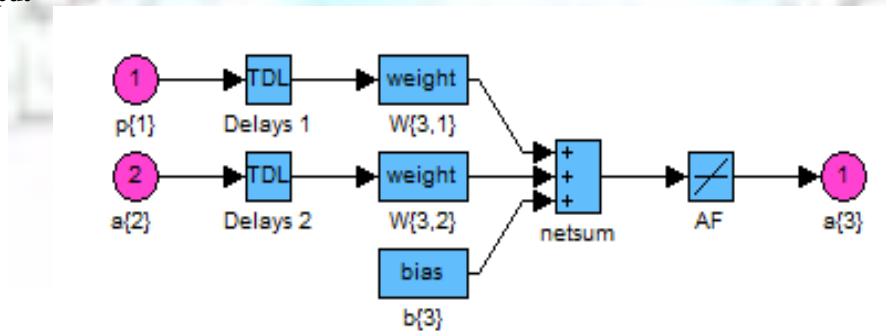 1 TDL weight
p{1} Delays 1 W{3,1}
+
2 TDL weight + AF 1
a{2} Delays 2 W{3,2} + netsum a{3}
bias
b{3}